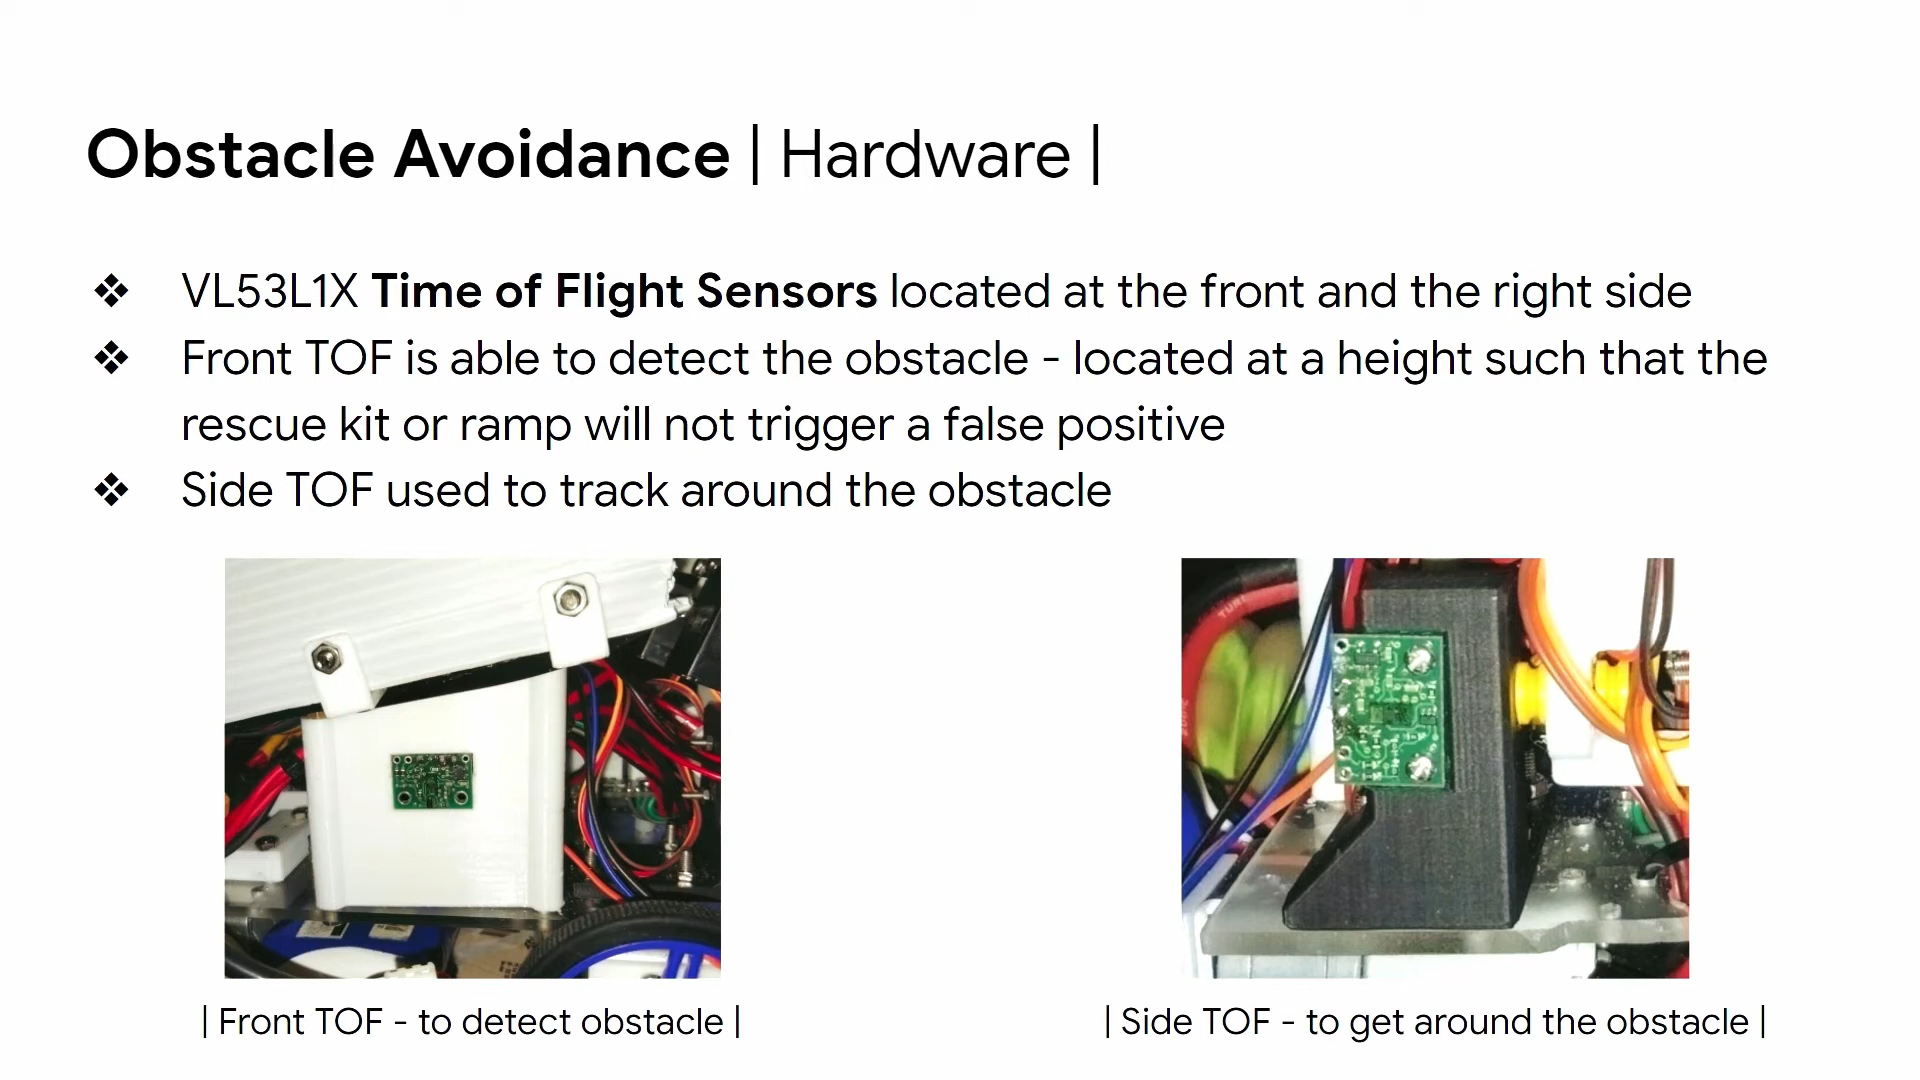 Obstacle Avoidance | Hardware |
❖ VL53L1X Time of Flight Sensors located at the front and the right side
❖ Front TOF is able to detect the obstacle - located at a height such that the
rescue kit or ramp will not trigger a false positive
❖ Side TOF used to track around the obstacle
| Front TOF - to detect obstacle |
| Side TOF - to get around the obstacle |